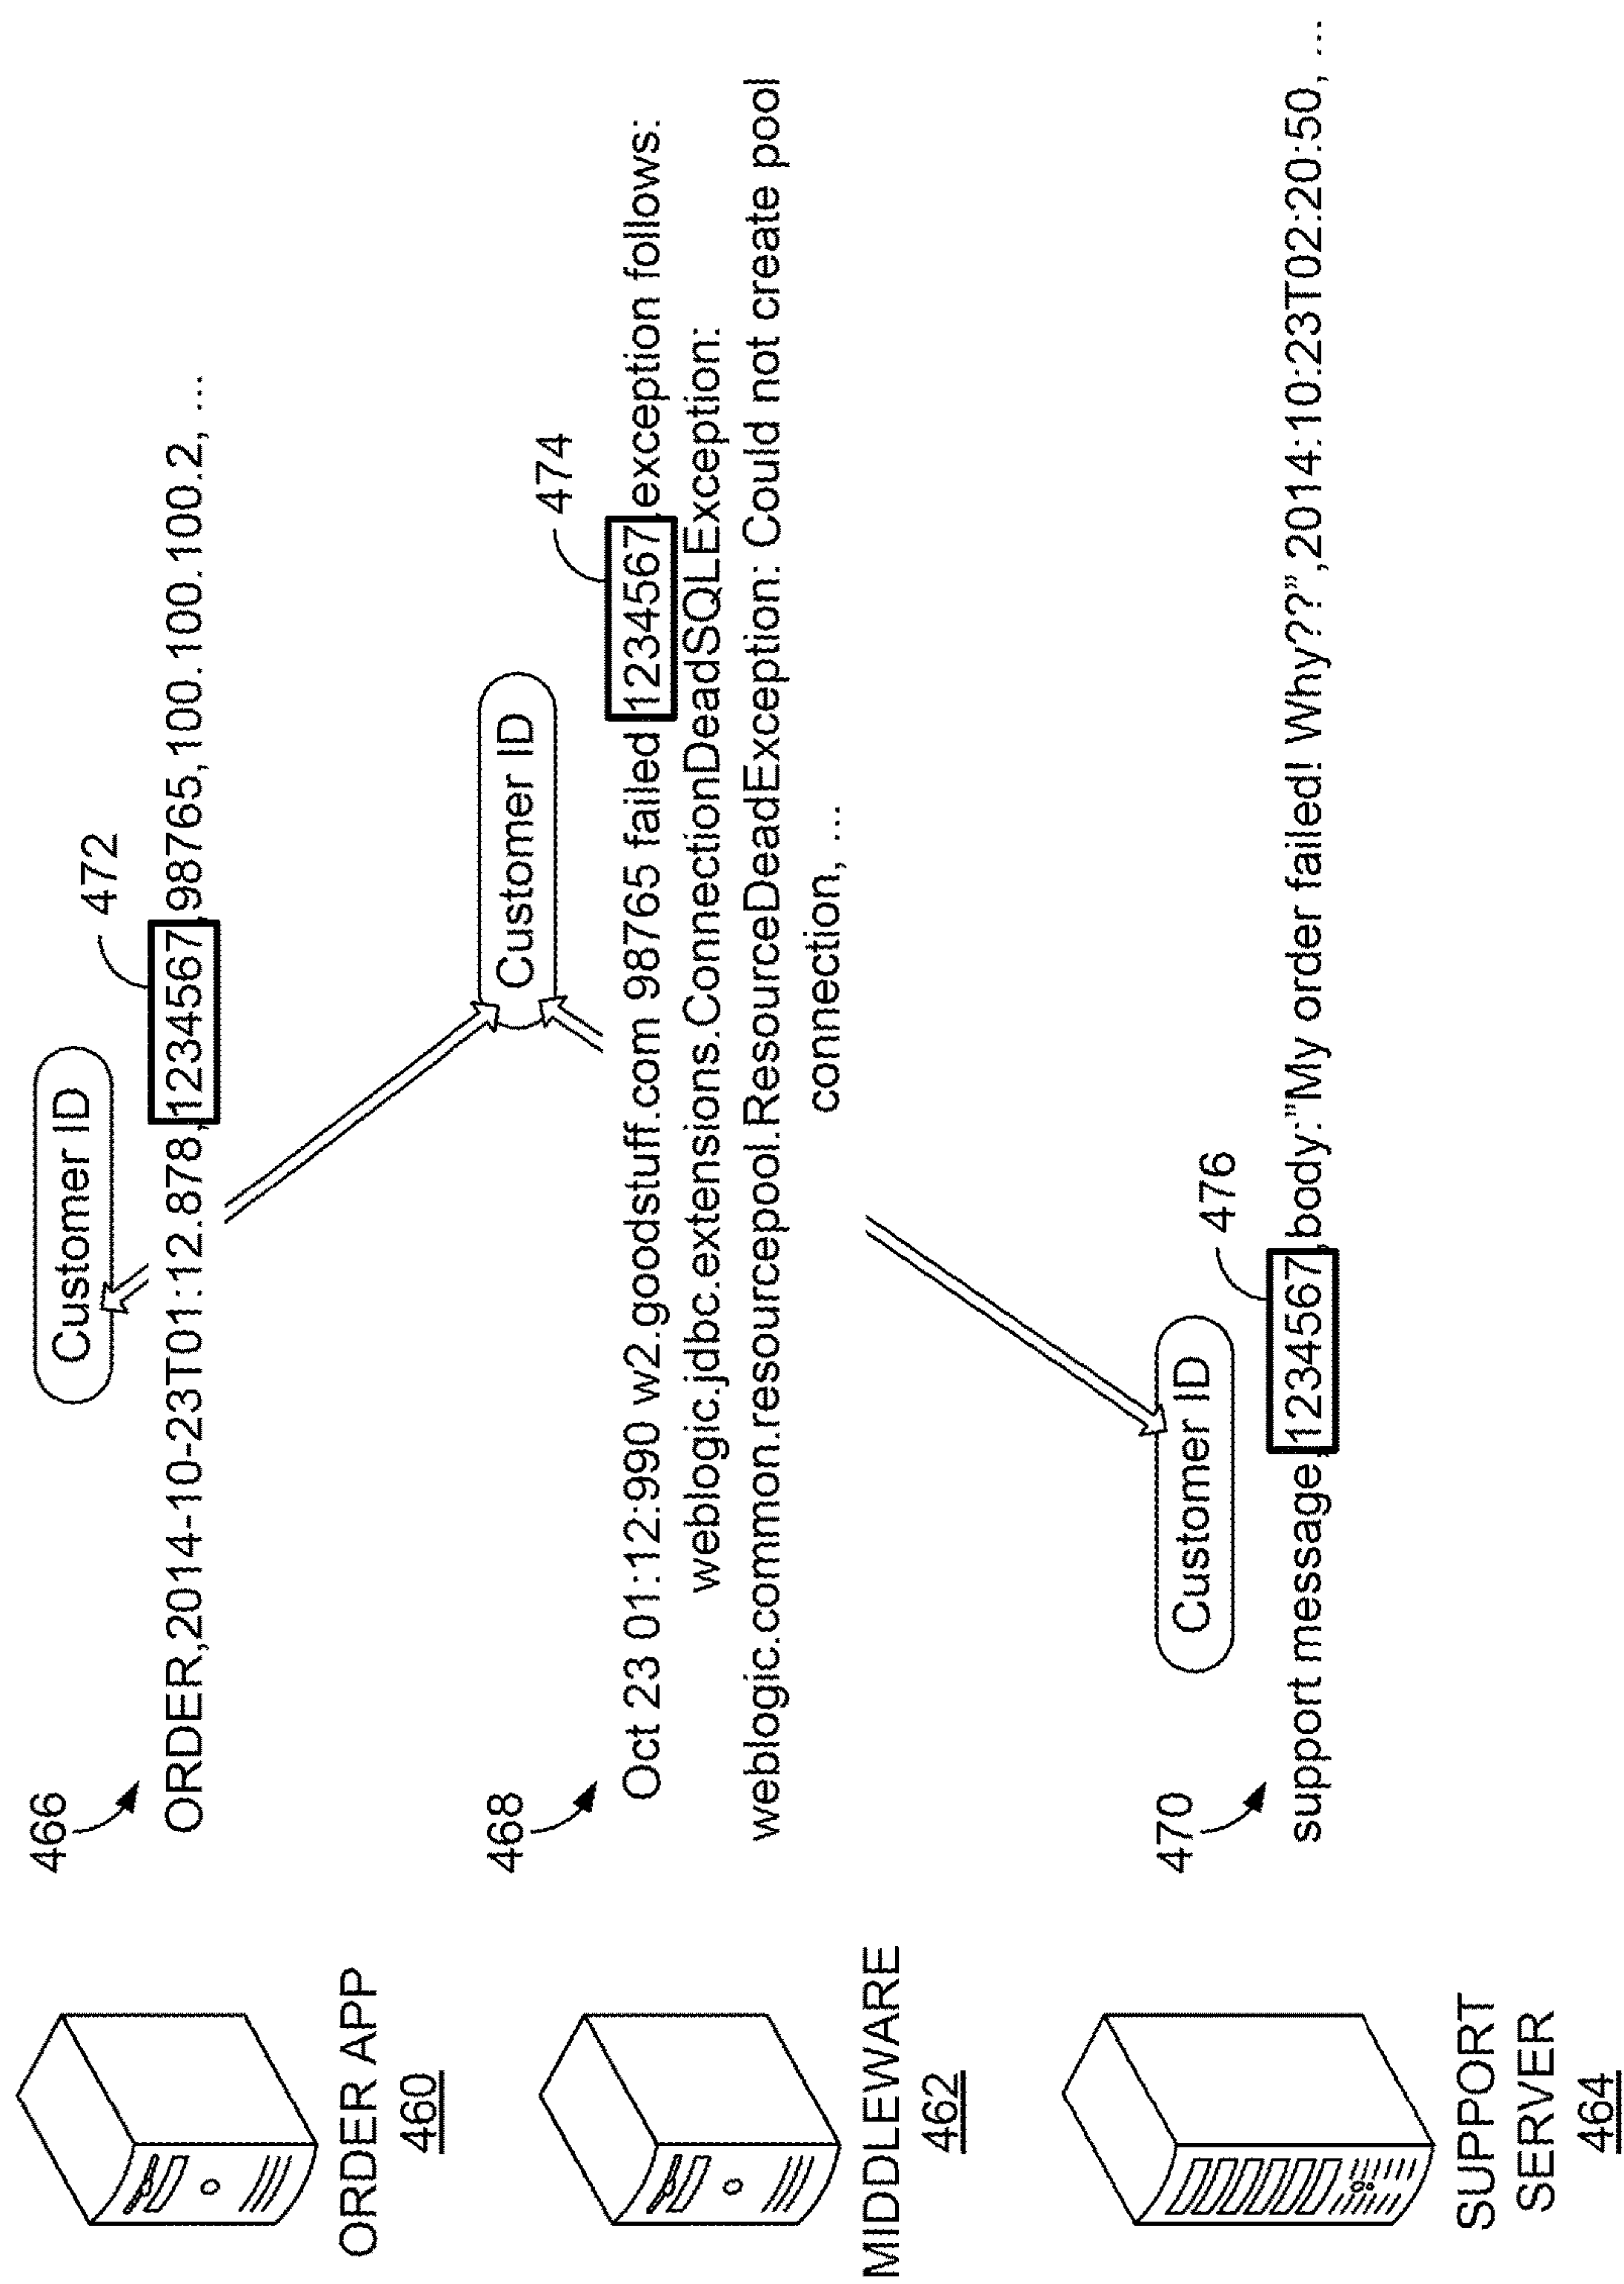 466
Customer ID
472
ORDER,2014-10-23T01:12.878,1234567,98765,100.100.100.2, ...
ORDER APP
460
468
Customer ID
474
Oct 23 01:12:990 w2.goodstuff.com 98765 failed 1234567,exception follows:
weblogic.jdbc.extensions.ConnectionDeadSQLException:
weblogic.common.resourcepool.ResourceDeadException: Could not create pool
connection, ...
MIDDLEWARE
462
470
Customer ID
476
support message,1234567,body:"My order failed! Why??”,2014:10:23T02:20:50, ...
SUPPORT
SERVER
464